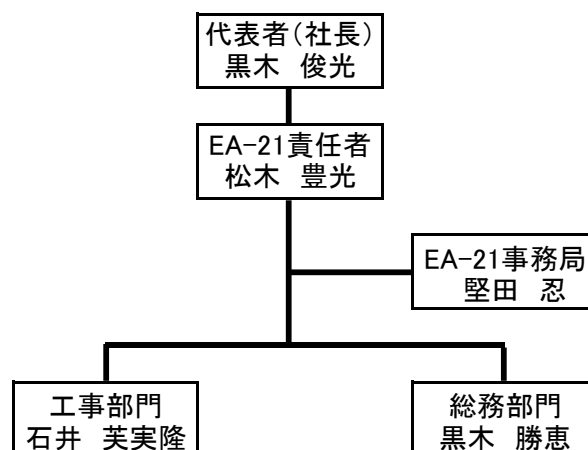 代表者(社長)
黒木 俊光
EA-21責任者
松木 豊光
EA-21事務局
堅田 忍
工事部門
石井 芙実隆
総務部門
黒木 勝恵